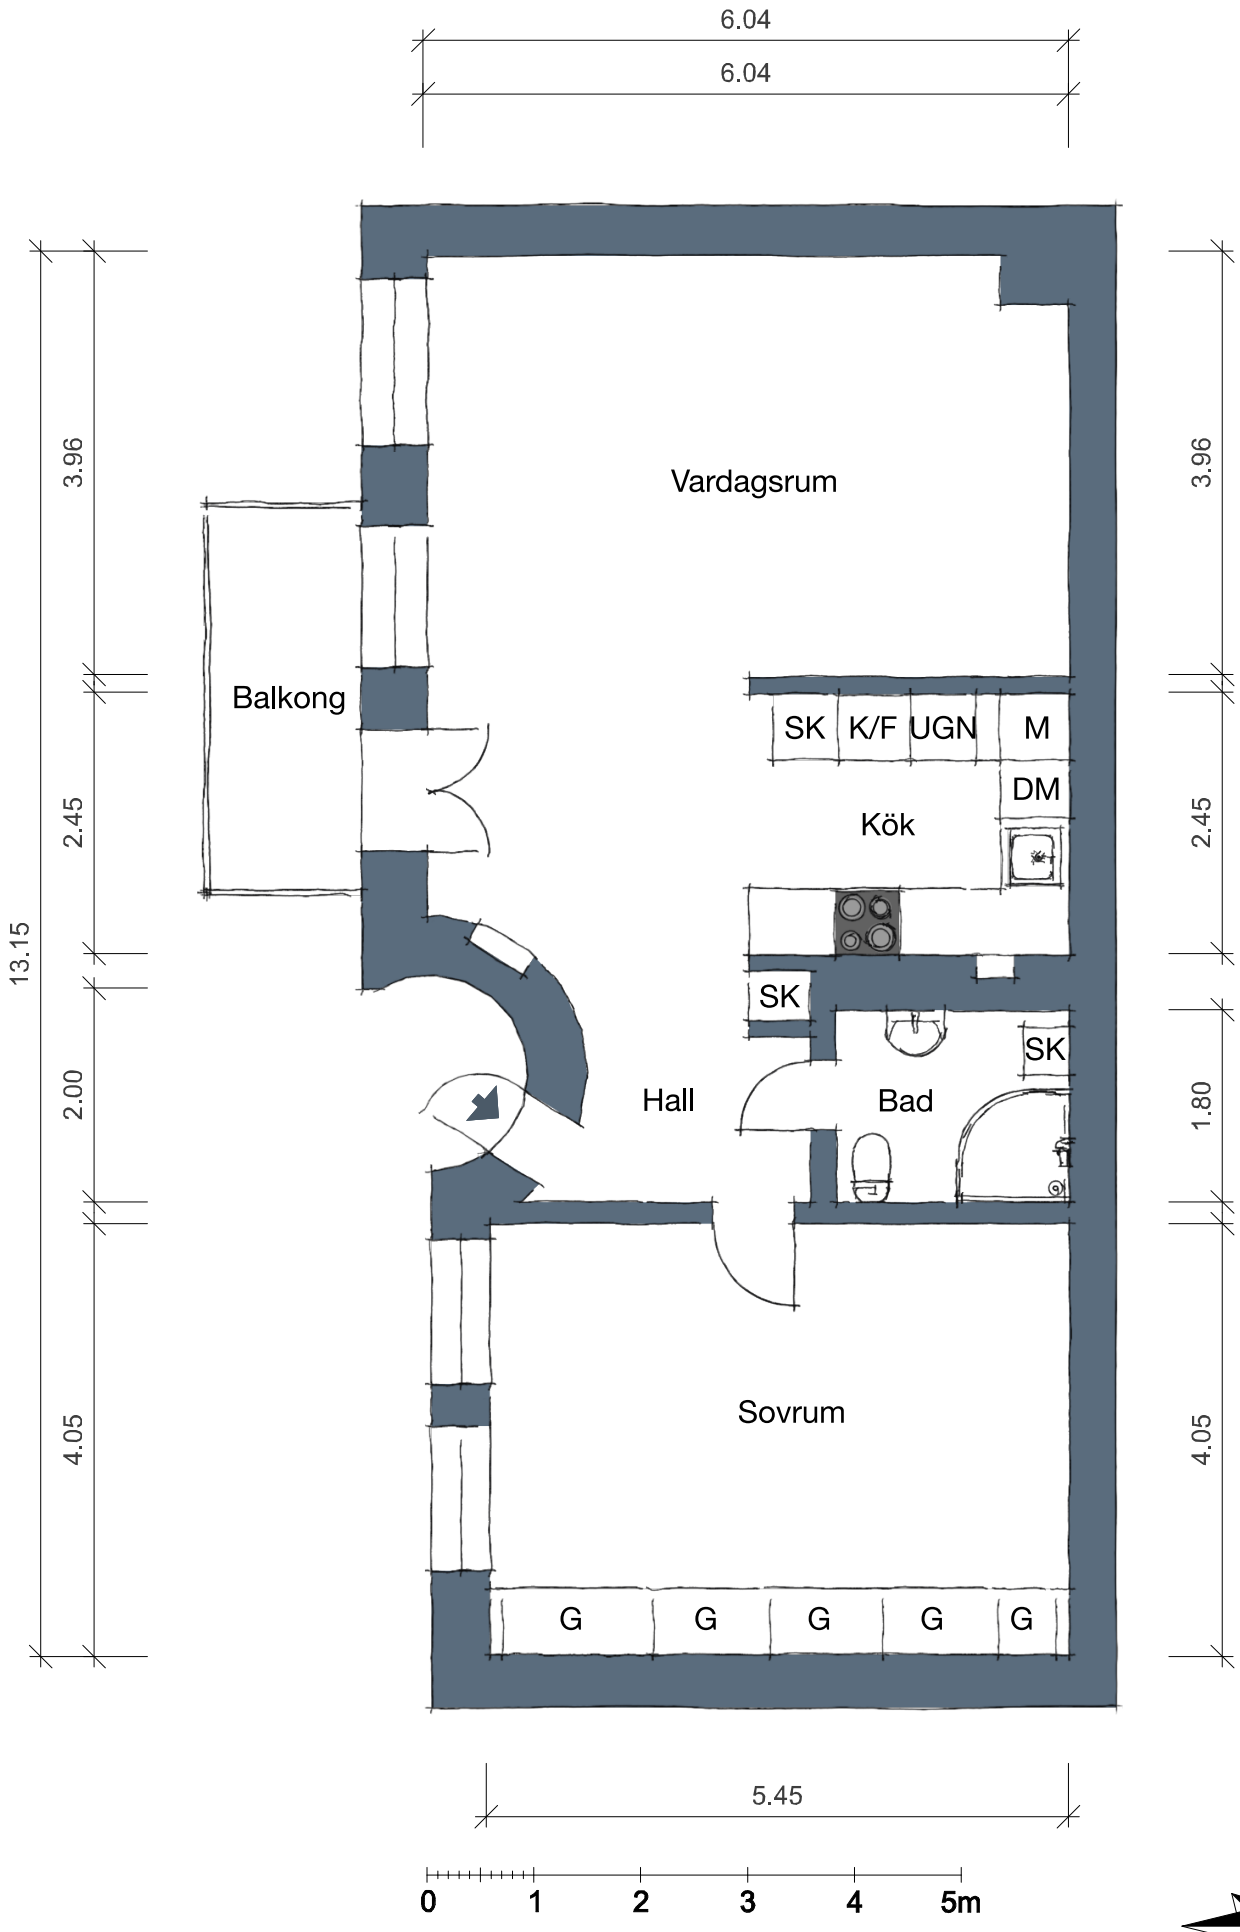 6.04
6.04
3.96
3.96
Vardagsrum
Balkong
SK K/F UGN M
DM
Kök
2.45
2.45
13.15
SK
SK
2.00
Hall
Bad
1.80
4.05
Sovrum
4.05
G G G G G
5.45
0 1 2 3 4 5m